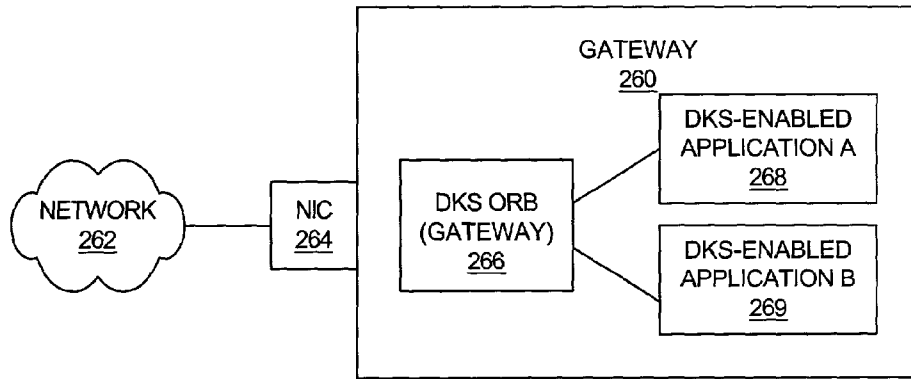 GATEWAY
260
DKS-ENABLED
APPLICATION A
268
NETWORK
262
NIC
264
DKS ORB
(GATEWAY)
266
DKS-ENABLED
APPLICATION B
269